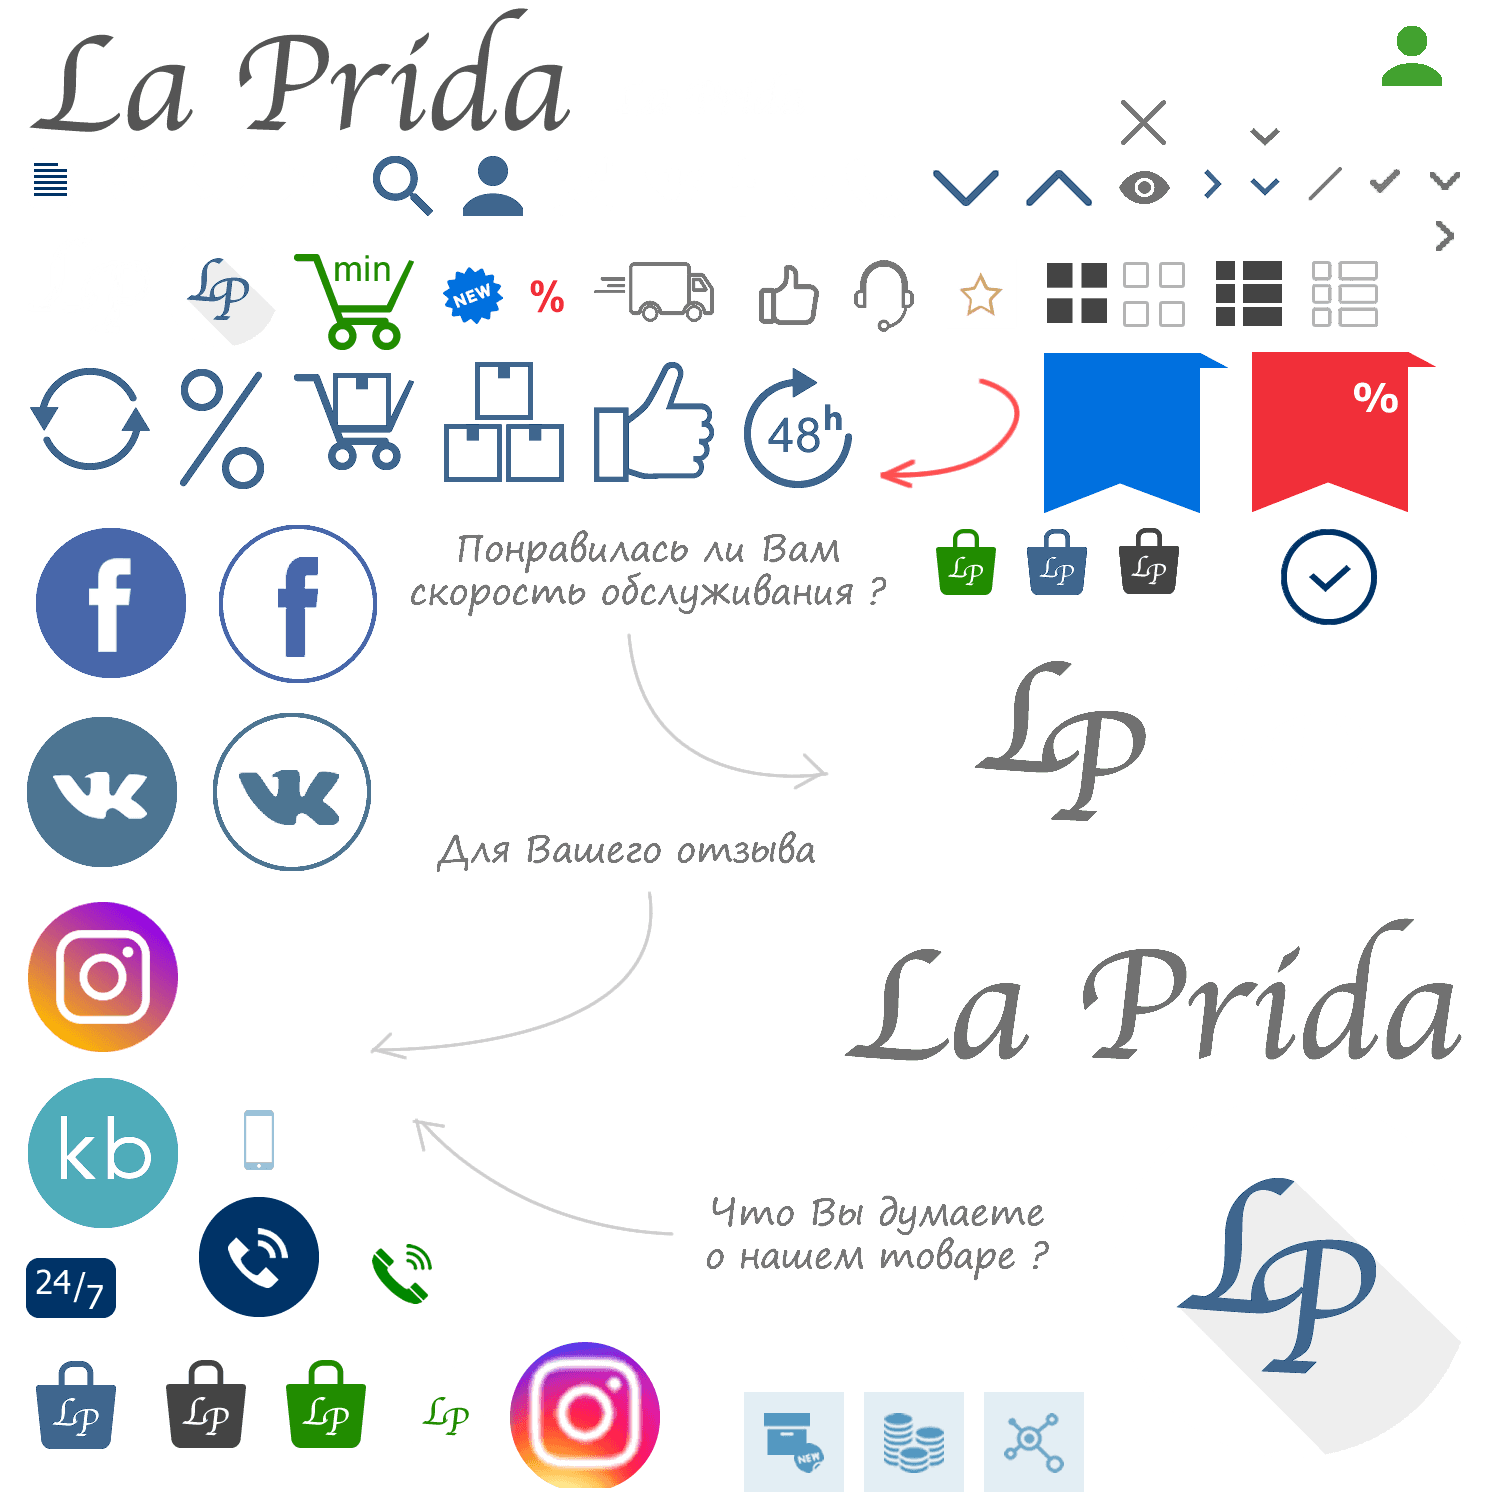 La Prida
LP
min
NEW
%
48h
%
Понравилась ли Вам
скорость обслуживания ?
LP
LP
LP
LP
Для Вашего отзыва
La Prida
kb
Что Вы думаете
о нашем товаре ?
LP
24/7
LP
LP
LP
LP
NEW